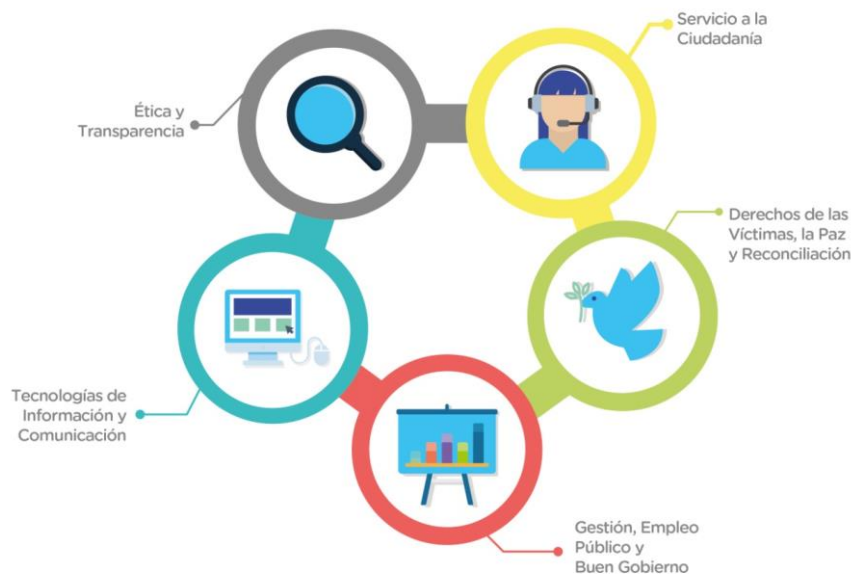 Servicio a la
Ciudadanía
Ética y
Transparencia
Derechos de las
Víctimas, la Paz
y Reconciliación
Tecnologías de
Información y
Comunicación
Gestión, Empleo
Público y
Buen Gobierno